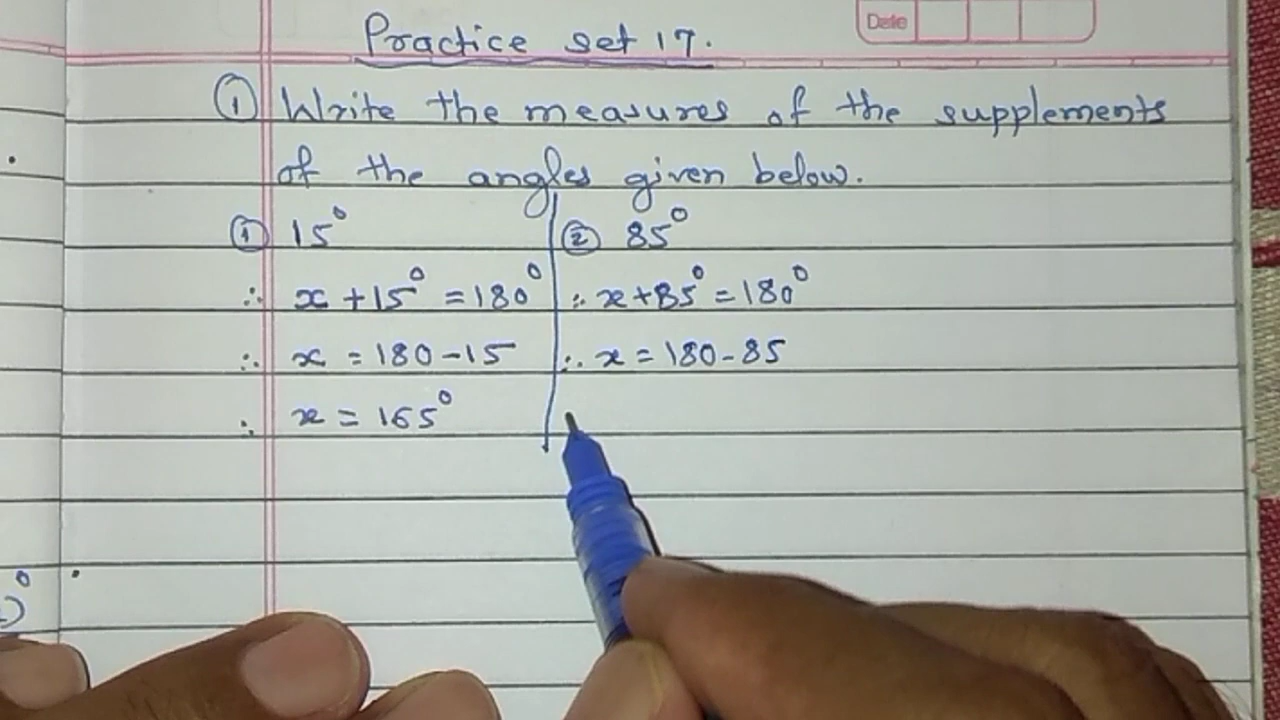 Date
Practice set 17.
① Write the measures of the supplements
of the angles given below.
① 15°
∴ x + 15° = 180°
∴ x = 180 - 15
∴ x = 165°
② 85°
∴ x + 85° = 180°
∴ x = 180 - 85